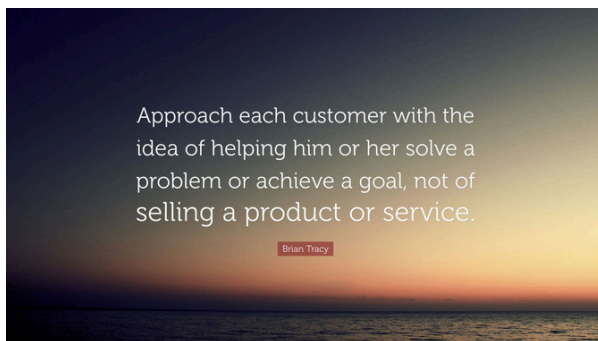 Approach each customer with the
idea of helping him or her solve a
problem or achieve a goal, not of
selling a product or service.
Brian Tracy